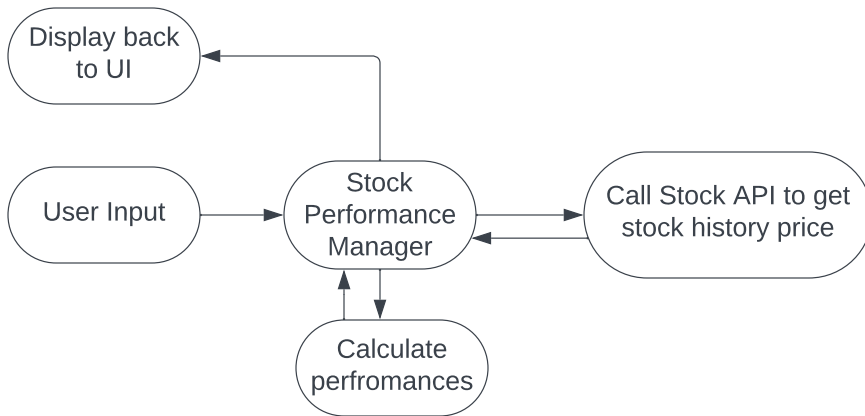 Display back
to UI
User Input
Stock
Performance
Manager
Call Stock API to get
stock history price
Calculate
perfromances